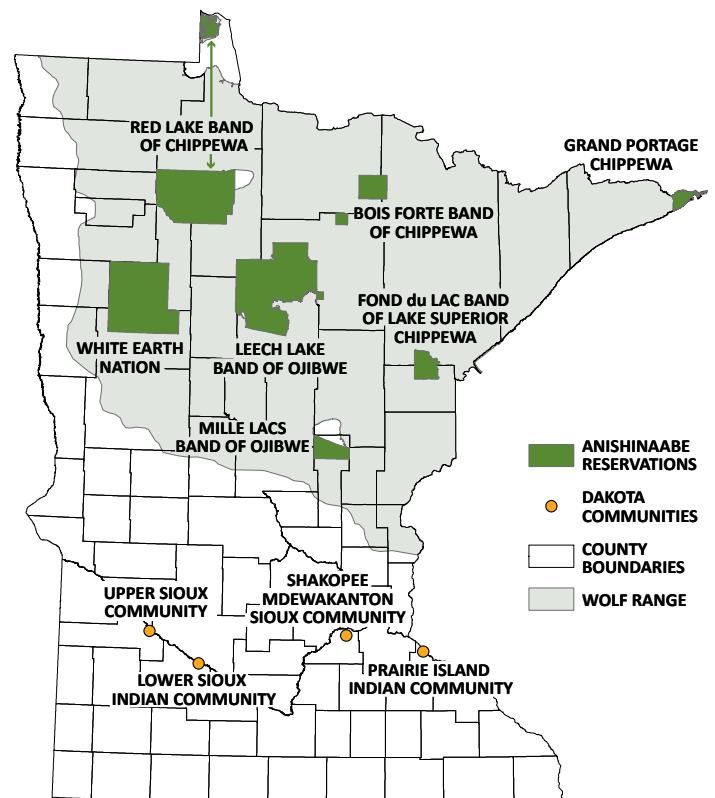 RED LAKE BAND
OF CHIPPEWA
GRAND PORTAGE
CHIPPEWA
BOIS FORTE BAND
OF CHIPPEWA
FOND du LAC BAND
OF LAKE SUPERIOR
CHIPPEWA
WHITE EARTH
NATION
LEECH LAKE
BAND OF OJIBWE
MILLE LACS
BAND OF OJIBWE
ANISHINAABE
RESERVATIONS
DAKOTA
COMMUNITIES
COUNTY
BOUNDARIES
WOLF RANGE
UPPER SIOUX
COMMUNITY
SHAKOPEE
MDEWAKANTON
SIOUX COMMUNITY
LOWER SIOUX
INDIAN COMMUNITY
PRAIRIE ISLAND
INDIAN COMMUNITY